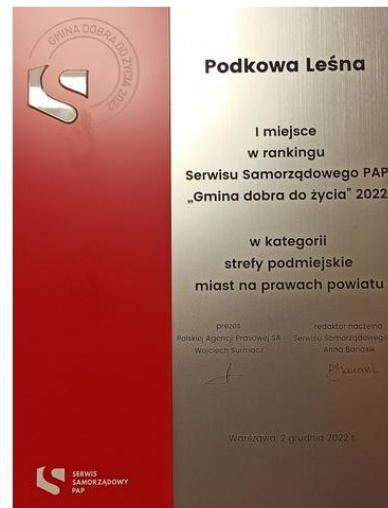 GMINA DOBRA DO ŻYCIA 2022
Podkowa Leśna
I miejsce
w rankingu
Serwisu Samorządowego PAP
„Gmina dobra do życia” 2022
w kategorii
strefy podmiejskie
miast na prawach powiatu
prezes
Polskiej Agencji Prasowej SA
Wojciech Surmacz
redaktor naczelna
Serwisu Samorządowego
Anna Banasik
Warszawa, 2 grudnia 2022 r.
SERWIS
SAMORZĄDOWY
PAP